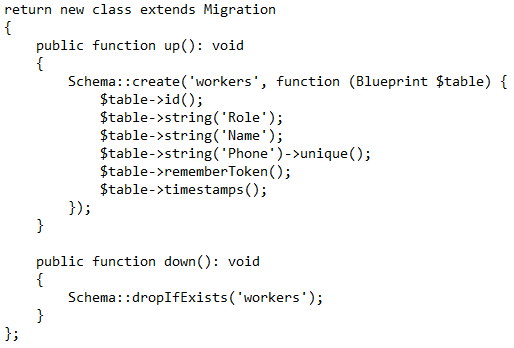 return new class extends Migration
{
    public function up(): void
    {
        Schema::create('workers', function (Blueprint $table) {
            $table->id();
            $table->string('Role');
            $table->string('Name');
            $table->string('Phone')->unique();
            $table->rememberToken();
            $table->timestamps();
        });
    }

    public function down(): void
    {
        Schema::dropIfExists('workers');
    }
};